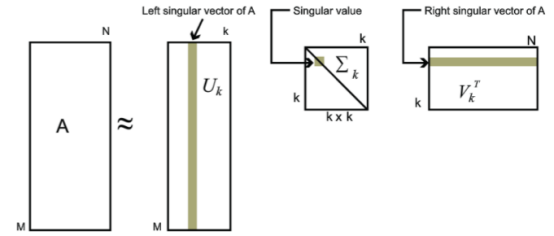 Left singular vector of A
Singular value
Right singular vector of A
N
k
k
N
A
≈
U_k
k
Σ_k
k
V_k^T
k x k
M
M